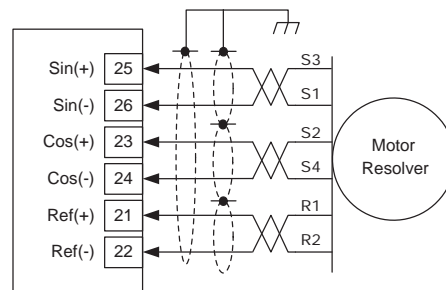 Sin(+) 25 S3
Sin(-) 26 S1
Cos(+) 23 S2
Cos(-) 24 S4
Ref(+) 21 R1
Ref(-) 22 R2
Motor
Resolver